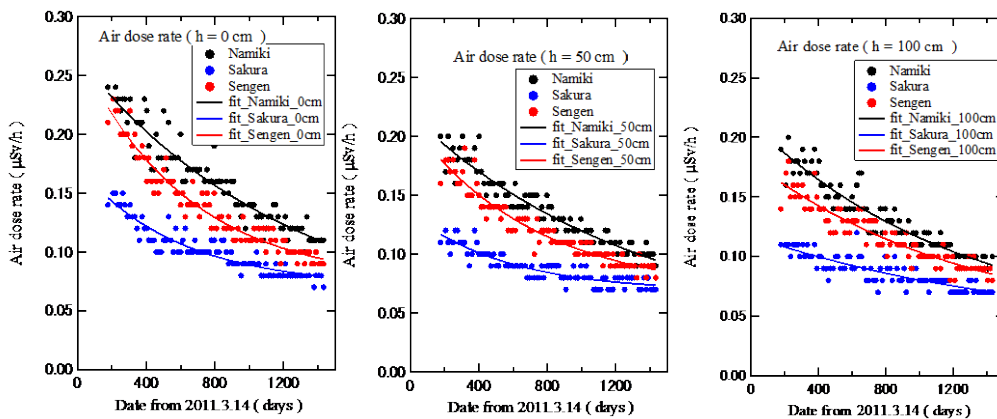 0.30
0.25
0.20
0.15
0.10
0.05
0.00
Air dose rate ( μSv/h )
Air dose rate ( h = 0 cm )
Namiki
Sakura
Sengen
fit_Namiki_0cm
fit_Sakura_0cm
fit_Sengen_0cm
400 800 1200
Date from 2011.3.14 ( days )
0.30
0.25
0.20
0.15
0.10
0.05
0.00
Air dose rate ( μSv/h )
Air dose rate ( h = 50 cm )
Namiki
Sakura
Sengen
fit_Namiki_50cm
fit_Sakura_50cm
fit_Sengen_50cm
400 800 1200
Date from 2011.3.14 ( days )
0.30
0.25
0.20
0.15
0.10
0.05
0.00
Air dose rate ( μSv/h )
Air dose rate ( h = 100 cm )
Namiki
Sakura
Sengen
fit_Namiki_100cm
fit_Sakura_100cm
fit_Sengen_100cm
400 800 1200
Date from 2011.3.14 ( days )